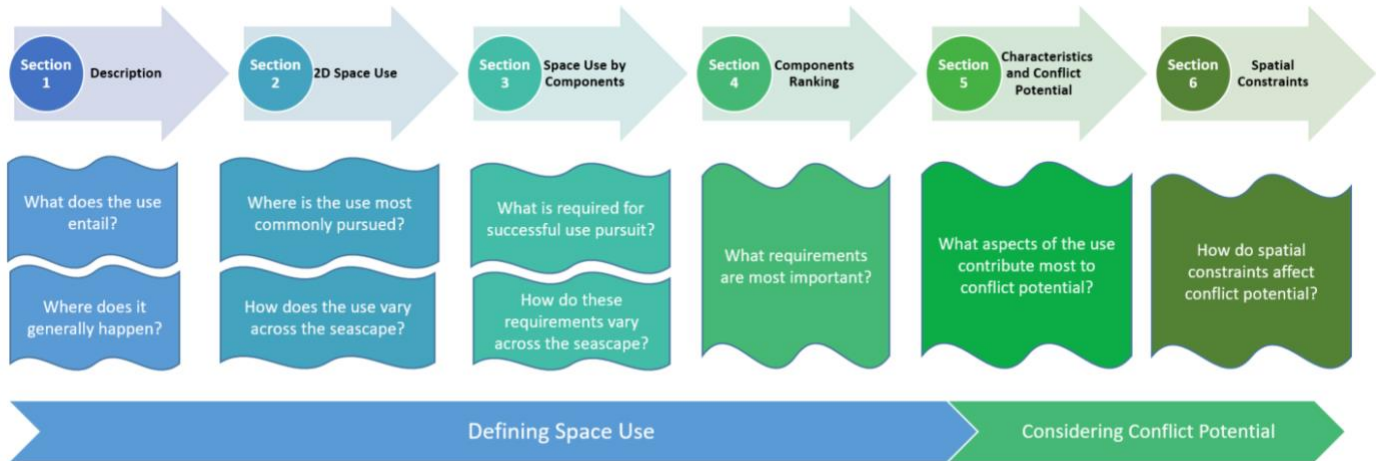 Section
1
Description
Section
2
2D Space Use
Section
3
Space Use by
Components
Section
4
Components
Ranking
Section
5
Characteristics
and Conflict
Potential
Section
6
Spatial
Constraints
What does the use
entail?
Where does it
generally happen?
Where is the use most
commonly pursued?
How does the use vary
across the seascape?
What is required for
successful use pursuit?
How do these
requirements vary
across the seascape?
What requirements
are most important?
What aspects of the use
contribute most to
conflict potential?
How do spatial
constraints affect
conflict potential?
Defining Space Use
Considering Conflict Potential